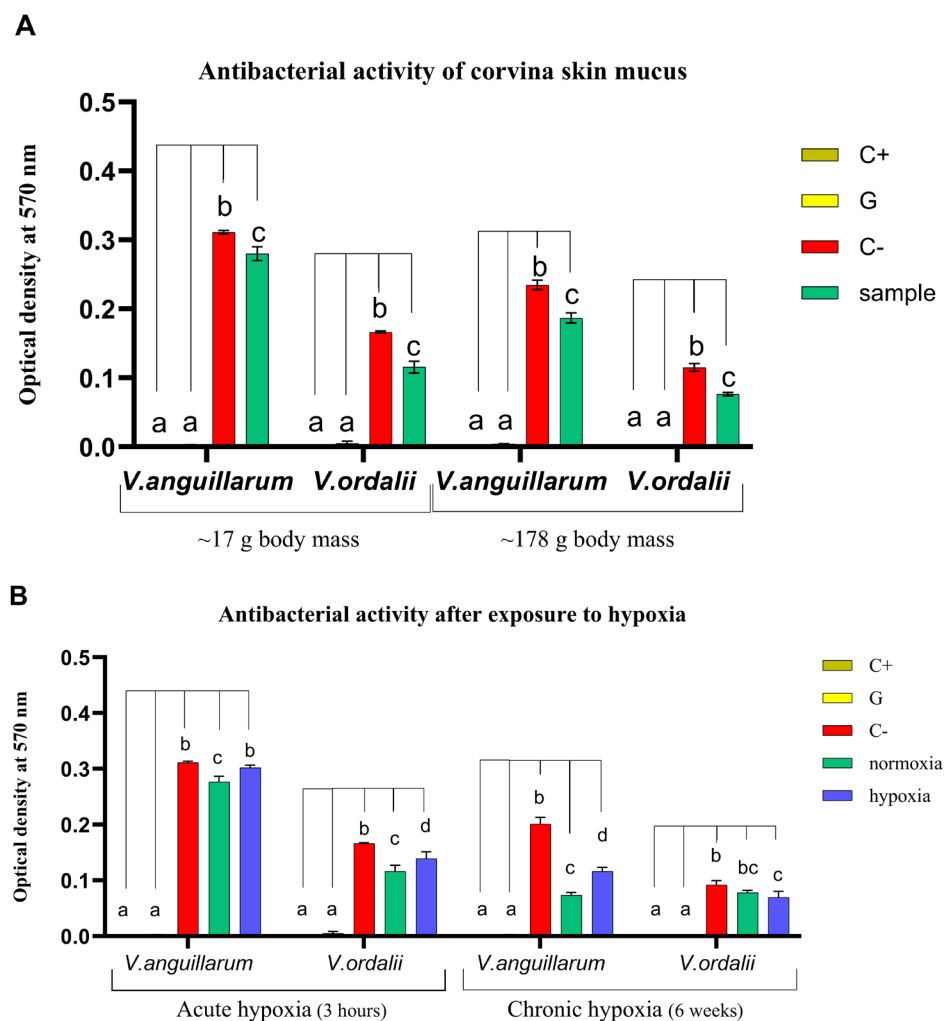 A
Antibacterial activity of corvina skin mucus
Optical density at 570 nm
0.5
0.4
0.3
0.2
0.1
0.0
b
c
a a
b
c
a a
b
c
a a
b
c
a a
C+
G
C-
sample
V.anguillarum V.ordalii V.anguillarum V.ordalii
~17 g body mass ~178 g body mass
B
Antibacterial activity after exposure to hypoxia
Optical density at 570 nm
0.5
0.4
0.3
0.2
0.1
0.0
a a b c b
a a b c d
a a b c d
a a b bc c
C+
G
C-
normoxia
hypoxia
V.anguillarum V.ordalii V.anguillarum V.ordalii
Acute hypoxia (3 hours) Chronic hypoxia (6 weeks)